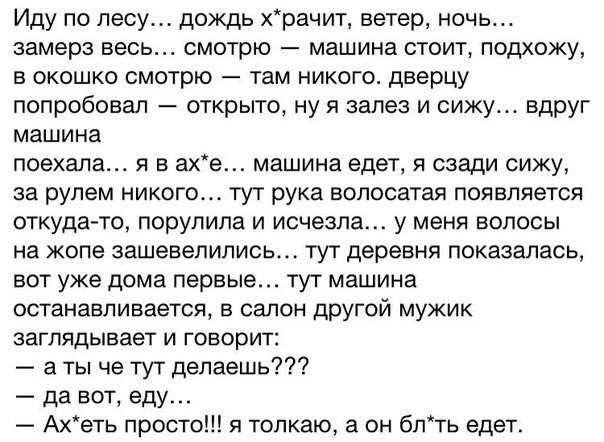 Иду по лесу... дождь х*рачит, ветер, ночь...
замерз весь... смотрю — машина стоит, подхожу,
в окошко смотрю — там никого. дверцу
попробовал — открыто, ну я залез и сижу... вдруг
машина
поехала... я в ах*е... машина едет, я сзади сижу,
за рулем никого... тут рука волосатая появляется
откуда-то, порулила и исчезла... у меня волосы
на жопе зашевелились... тут деревня показалась,
вот уже дома первые... тут машина
останавливается, в салон другой мужик
заглядывает и говорит:
— а ты че тут делаешь???
— да вот, еду...
— Ах*еть просто!!! я толкаю, а он бл*ть едет.